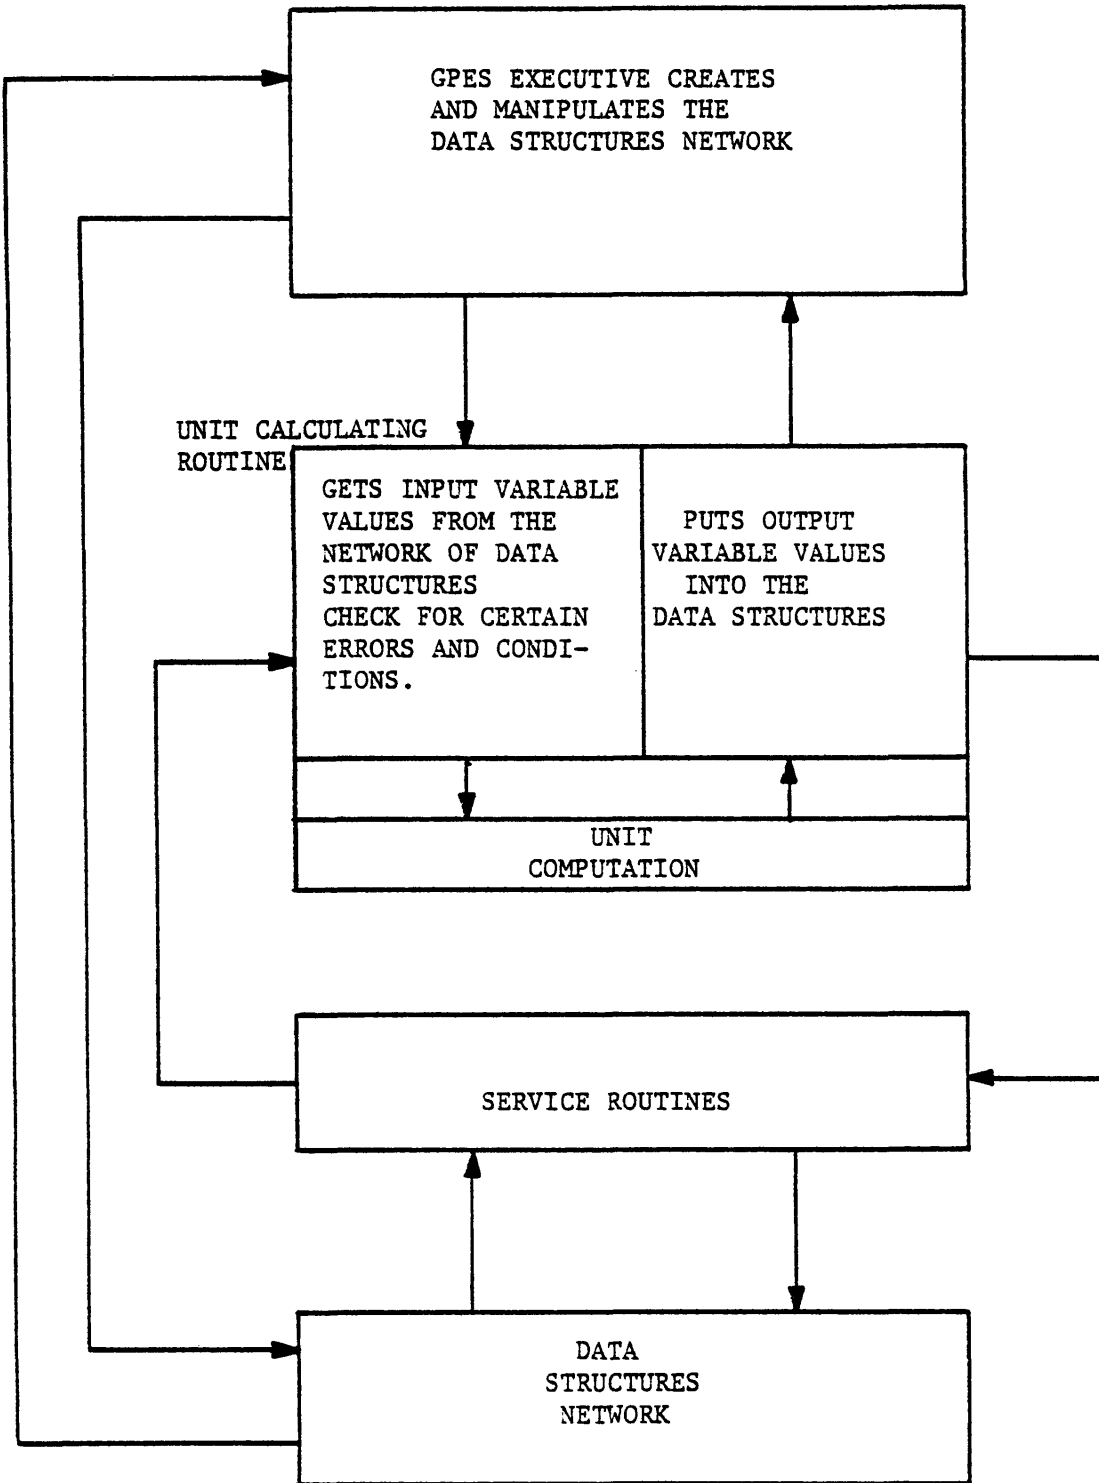 GPES EXECUTIVE CREATES
AND MANIPULATES THE
DATA STRUCTURES NETWORK
UNIT CALCULATING
ROUTINE
GETS INPUT VARIABLE
VALUES FROM THE
NETWORK OF DATA
STRUCTURES
CHECK FOR CERTAIN
ERRORS AND CONDI-
TIONS.
PUTS OUTPUT
VARIABLE VALUES
INTO THE
DATA STRUCTURES
UNIT
COMPUTATION
SERVICE ROUTINES
DATA
STRUCTURES
NETWORK